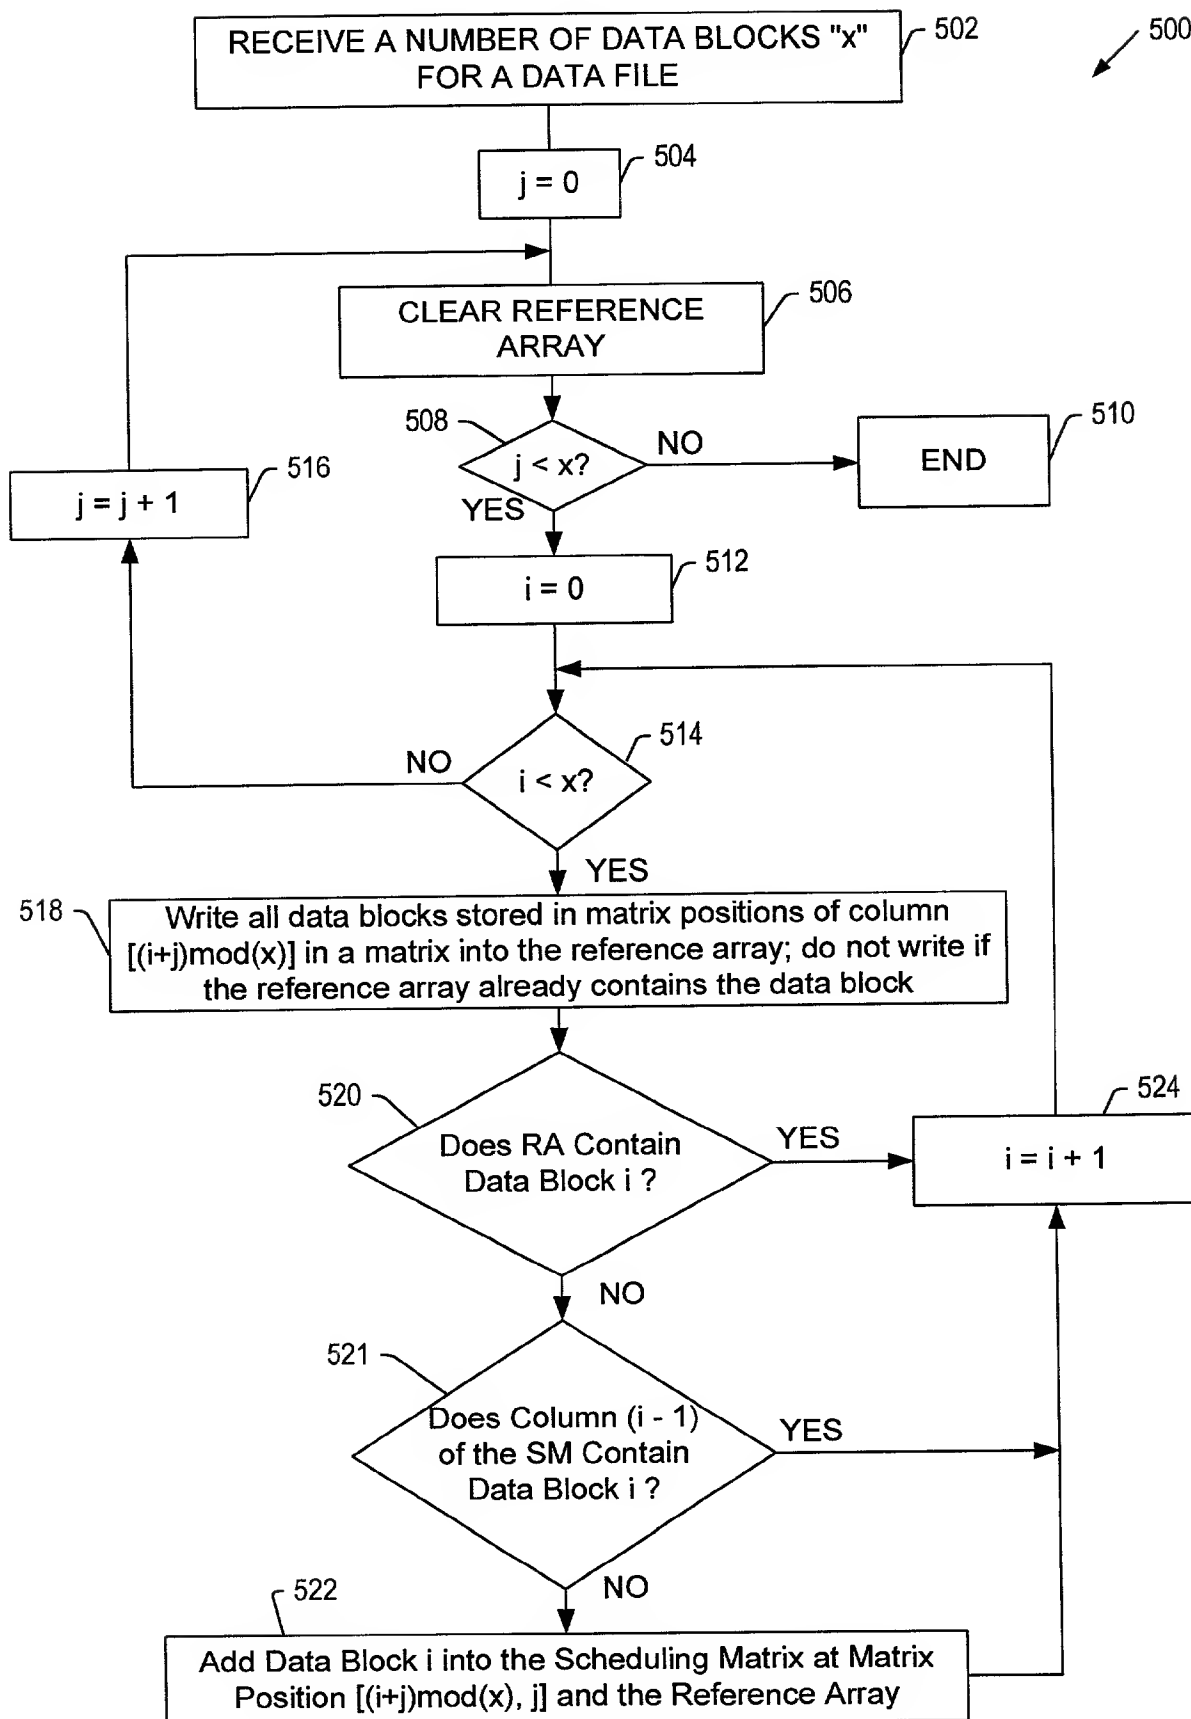 RECEIVE A NUMBER OF DATA BLOCKS "x"
FOR A DATA FILE
502
500
j = 0
504
CLEAR REFERENCE
ARRAY
506
508
j < x?
NO
END
510
YES
j = j + 1
516
i = 0
512
NO
i < x?
514
YES
518
Write all data blocks stored in matrix positions of column
[(i+j)mod(x)] in a matrix into the reference array; do not write if
the reference array already contains the data block
520
Does RA Contain
Data Block i ?
YES
524
i = i + 1
NO
521
Does Column (i - 1)
of the SM Contain
Data Block i ?
YES
NO
522
Add Data Block i into the Scheduling Matrix at Matrix
Position [(i+j)mod(x), j] and the Reference Array